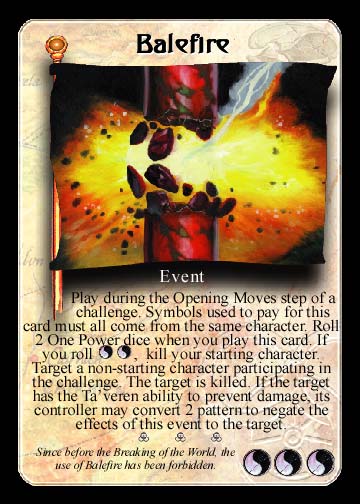 Balefire
Event
Play during the Opening Moves step of a
challenge. Symbols used to pay for this
card must all come from the same character. Roll
2 One Power dice when you play this card. If
you roll , kill your starting character.
Target a non-starting character participating in
the challenge. The target is killed. If the target
has the Ta'veren ability to prevent damage, its
controller may convert 2 pattern to negate the
effects of this event to the target.
Since before the Breaking of the World, the
use of Balefire has been forbidden.